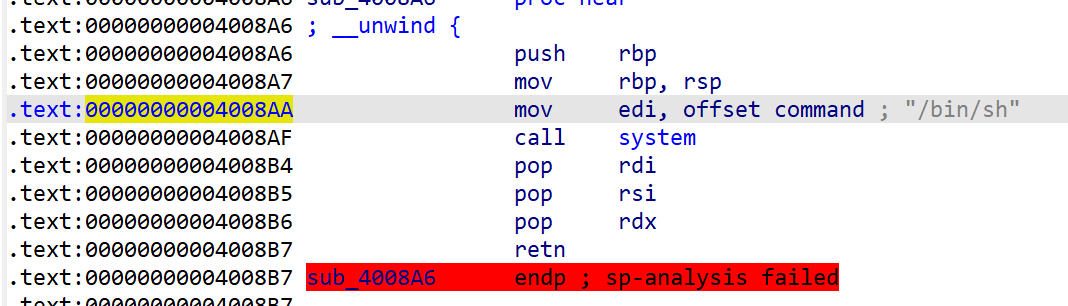 .text:00000000004008A6 sub_4008A6 proc near
.text:00000000004008A6 ; __unwind {
.text:00000000004008A6 push rbp
.text:00000000004008A7 mov rbp, rsp
.text:00000000004008AA mov edi, offset command ; "/bin/sh"
.text:00000000004008AF call system
.text:00000000004008B4 pop rdi
.text:00000000004008B5 pop rsi
.text:00000000004008B6 pop rdx
.text:00000000004008B7 retn
.text:00000000004008B7 sub_4008A6 endp ; sp-analysis failed
.text:00000000004008B7